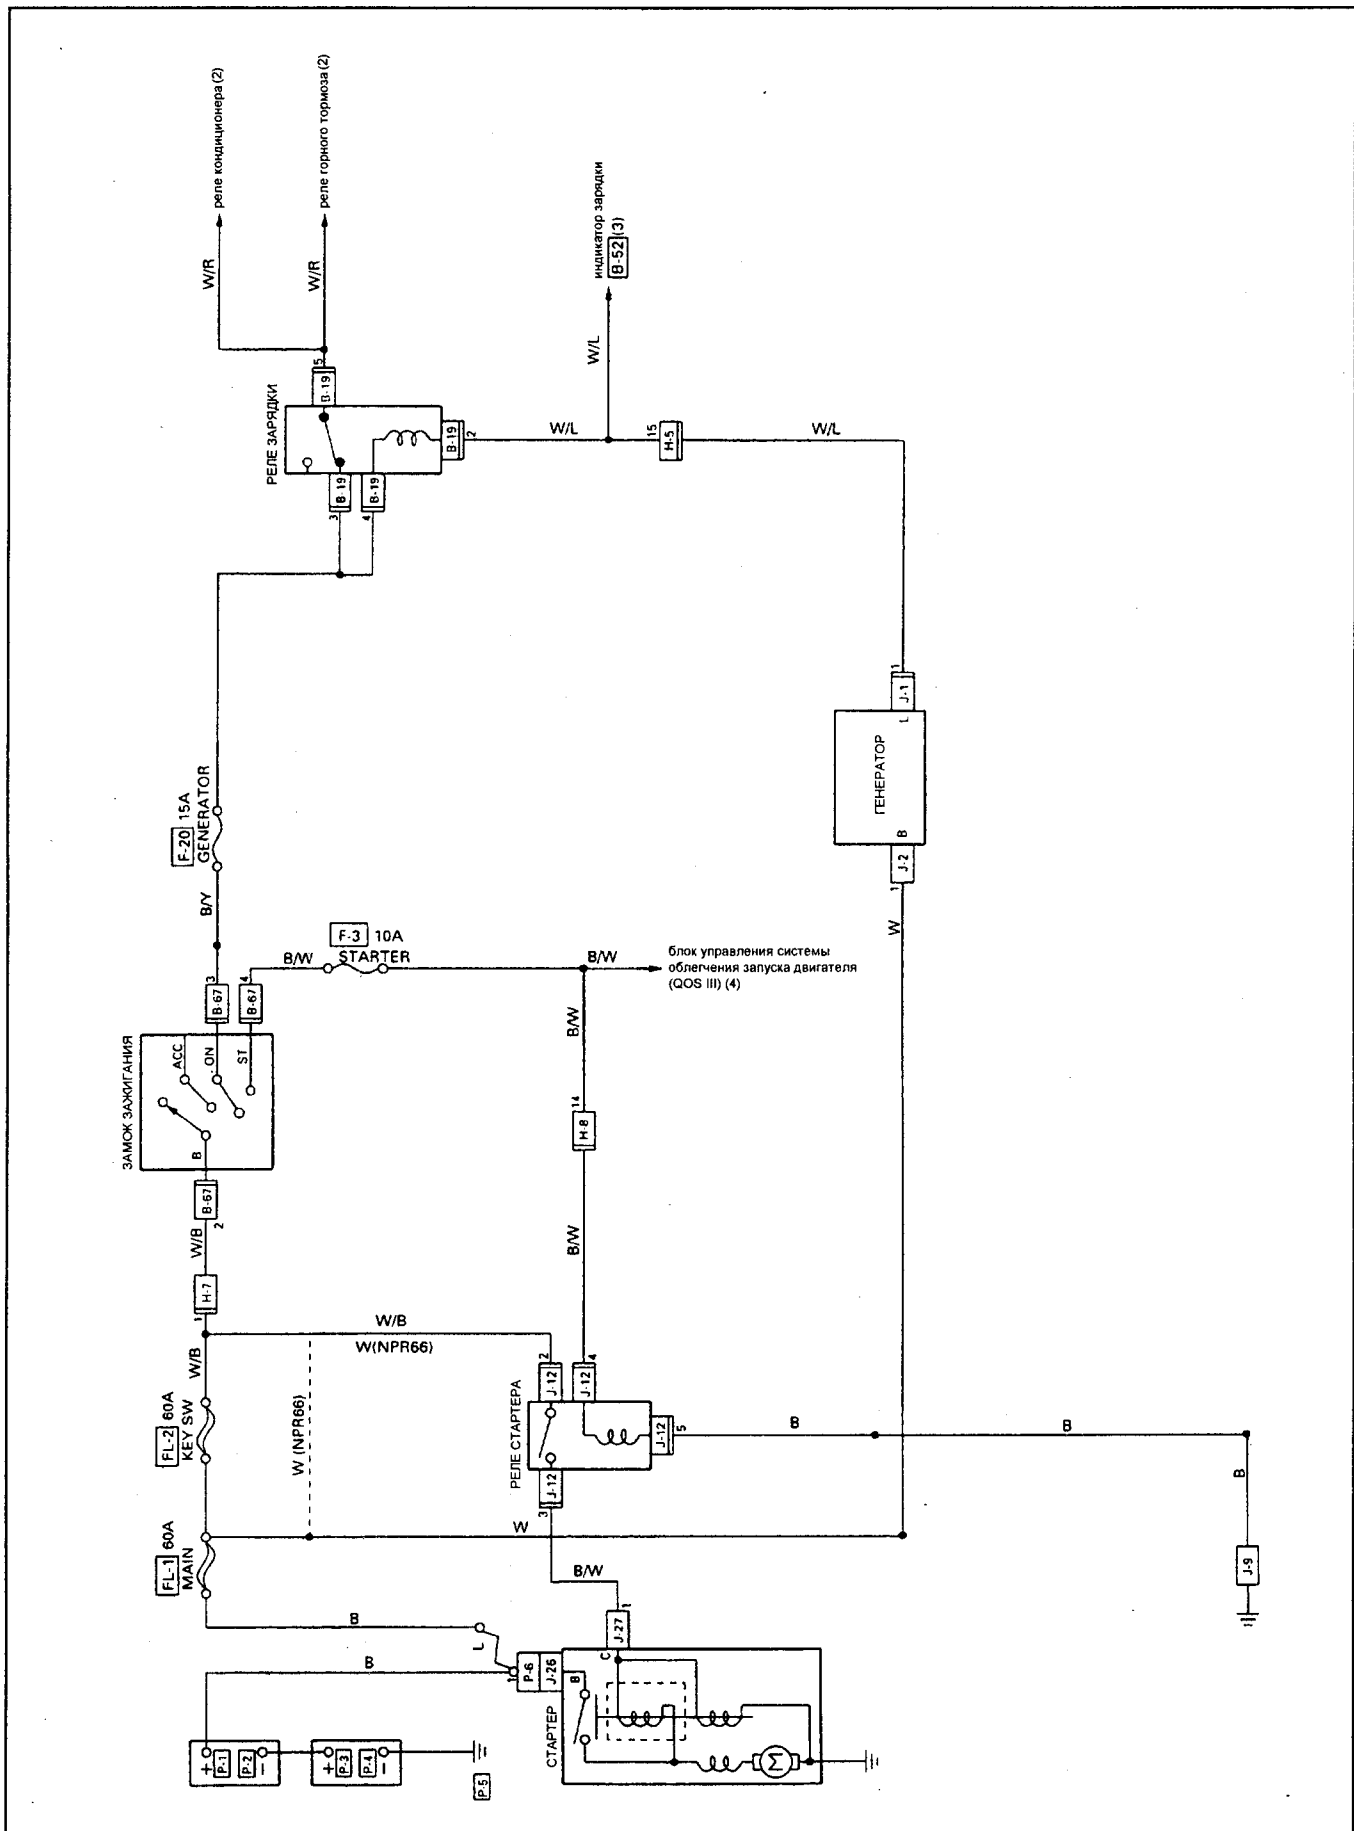 реле кондиционера (2)
реле горного тормоза (2)
W/R
W/R
индикатор зарядки
B-52 (3)
W/L
РЕЛЕ ЗАРЯДКИ
5
B-19
B-19
2
B-19
3
B-19
4
W/L
15
H-5
W/L
1
J-1
L
ГЕНЕРАТОР
B
J-2
1
W
F-20 15A
GENERATOR
B/Y
F-3 10A
STARTER
B/W
B/W
блок управления системы
облегчения запуска двигателя
(QOS III) (4)
B/W
14
H-8
B/W
3
B-67
4
B-67
ЗАМОК ЗАЖИГАНИЯ
ACC
ON
ST
B
B-67
2
W/B
H-7
1
W/B
W(NPR66)
W/B
W (NPR66)
FL-2 60A
KEY SW
FL-1 60A
MAIN
РЕЛЕ СТАРТЕРА
2
J-12
4
J-12
J-12
5
J-12
3
B
B
B
J-9
W
B/W
1
J-27
C
B
L
B
1
P-6
J-26
B
СТАРТЕР
M
+
P-1
P-2
−
+
P-3
P-4
−
P-5